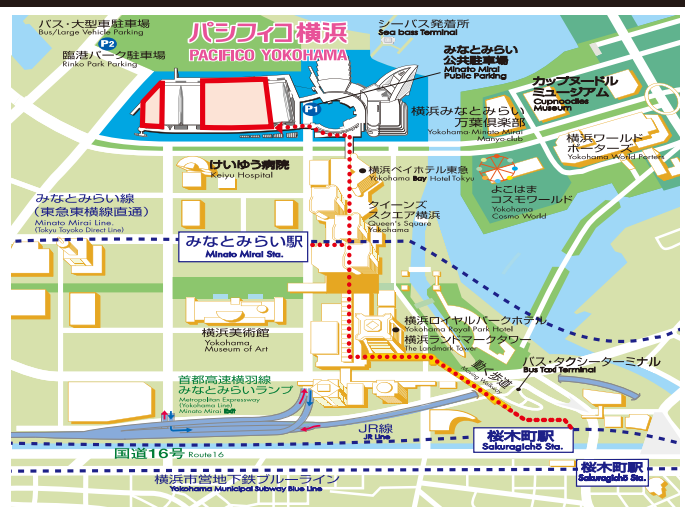 バス・大型車駐車場
Bus/Large Vehicle Parking
P2
臨港パーク駐車場
Rinko Park Parking
パシフィコ横浜
PACIFICO YOKOHAMA
シーバス発着所
Sea bass Terminal
みなとみらい
公共駐車場
Minato Mirai
Public Parking
P1
カップヌードル
ミュージアム
Cupnoodles
Museum
横浜みなとみらい
万葉倶楽部
Yokohama Minato Mirai
Manyo club
横浜ワールド
ポーターズ
Yokohama World Porters
けいゆう病院
Keiyu Hospital
横浜ベイホテル東急
Yokohama Bay Hotel Tokyu
よこはま
コスモワールド
Yokohama
Cosmo World
みなとみらい線
(東急東横線直通)
Minato Mirai Line
(Tokyu Toyoko Direct Line)
クイーンズ
スクエア横浜
Queen's Square
Yokohama
みなとみらい駅
Minato Mirai Sta.
横浜美術館
Yokohama
Museum of Art
横浜ロイヤルパークホテル
Yokohama Royal Park Hotel
横浜ランドマークタワー
The Landmark Tower
動く歩道
Moving Walkway
バス・タクシーターミナル
Bus Taxi Terminal
首都高速横羽線
みなとみらいランプ
Metropolitan Expressway
(Yokohama Line)
Minato Mirai Exit
JR線
JR Line
桜木町駅
Sakuragichō Sta.
国道16号 Route16
桜木町駅
Sakuragichō Sta.
横浜市営地下鉄ブルーライン
Yokohama Municipal Subway Blue Line